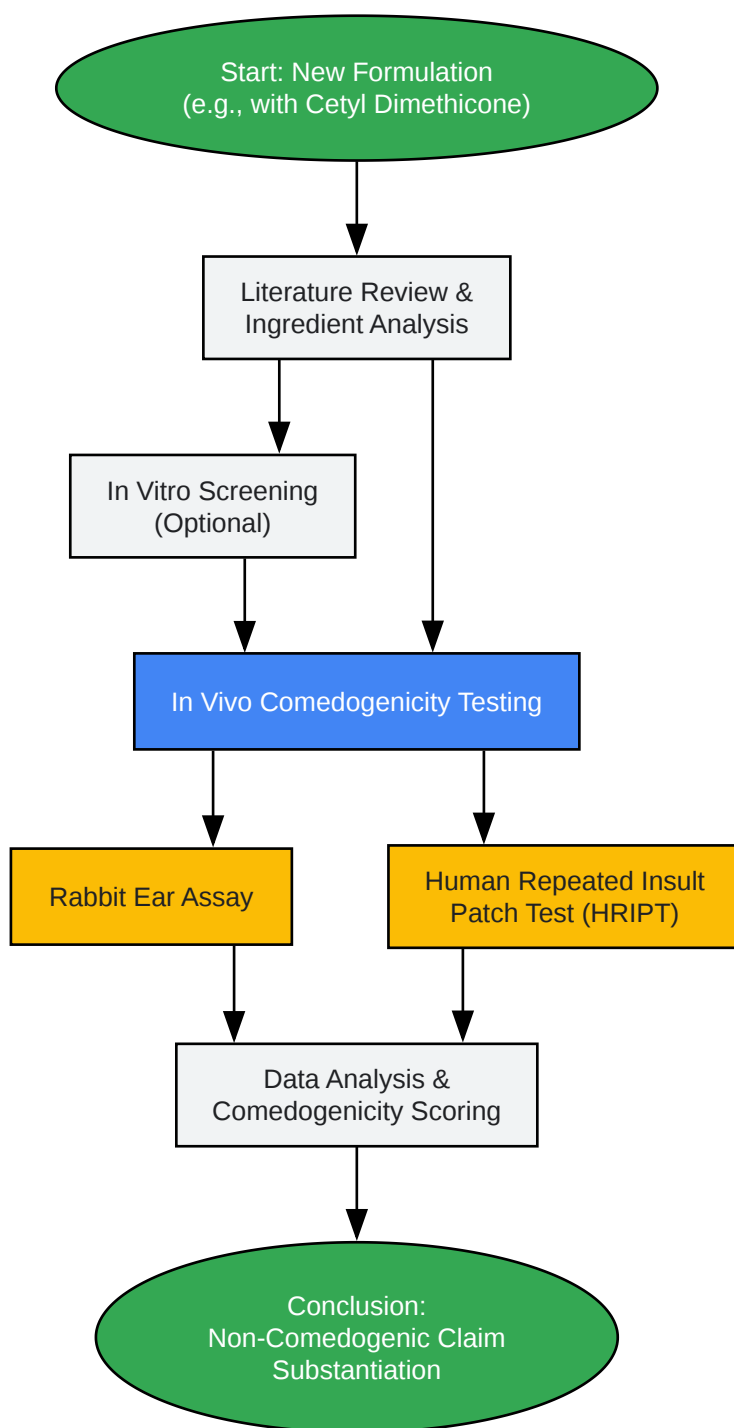 Start: New Formulation
(e.g., with Cetyl Dimethicone)
Literature Review &
Ingredient Analysis
In Vitro Screening
(Optional)
In Vivo Comedogenicity Testing
Rabbit Ear Assay
Human Repeated Insult
Patch Test (HRIPT)
Data Analysis &
Comedogenicity Scoring
Conclusion:
Non-Comedogenic Claim
Substantiation